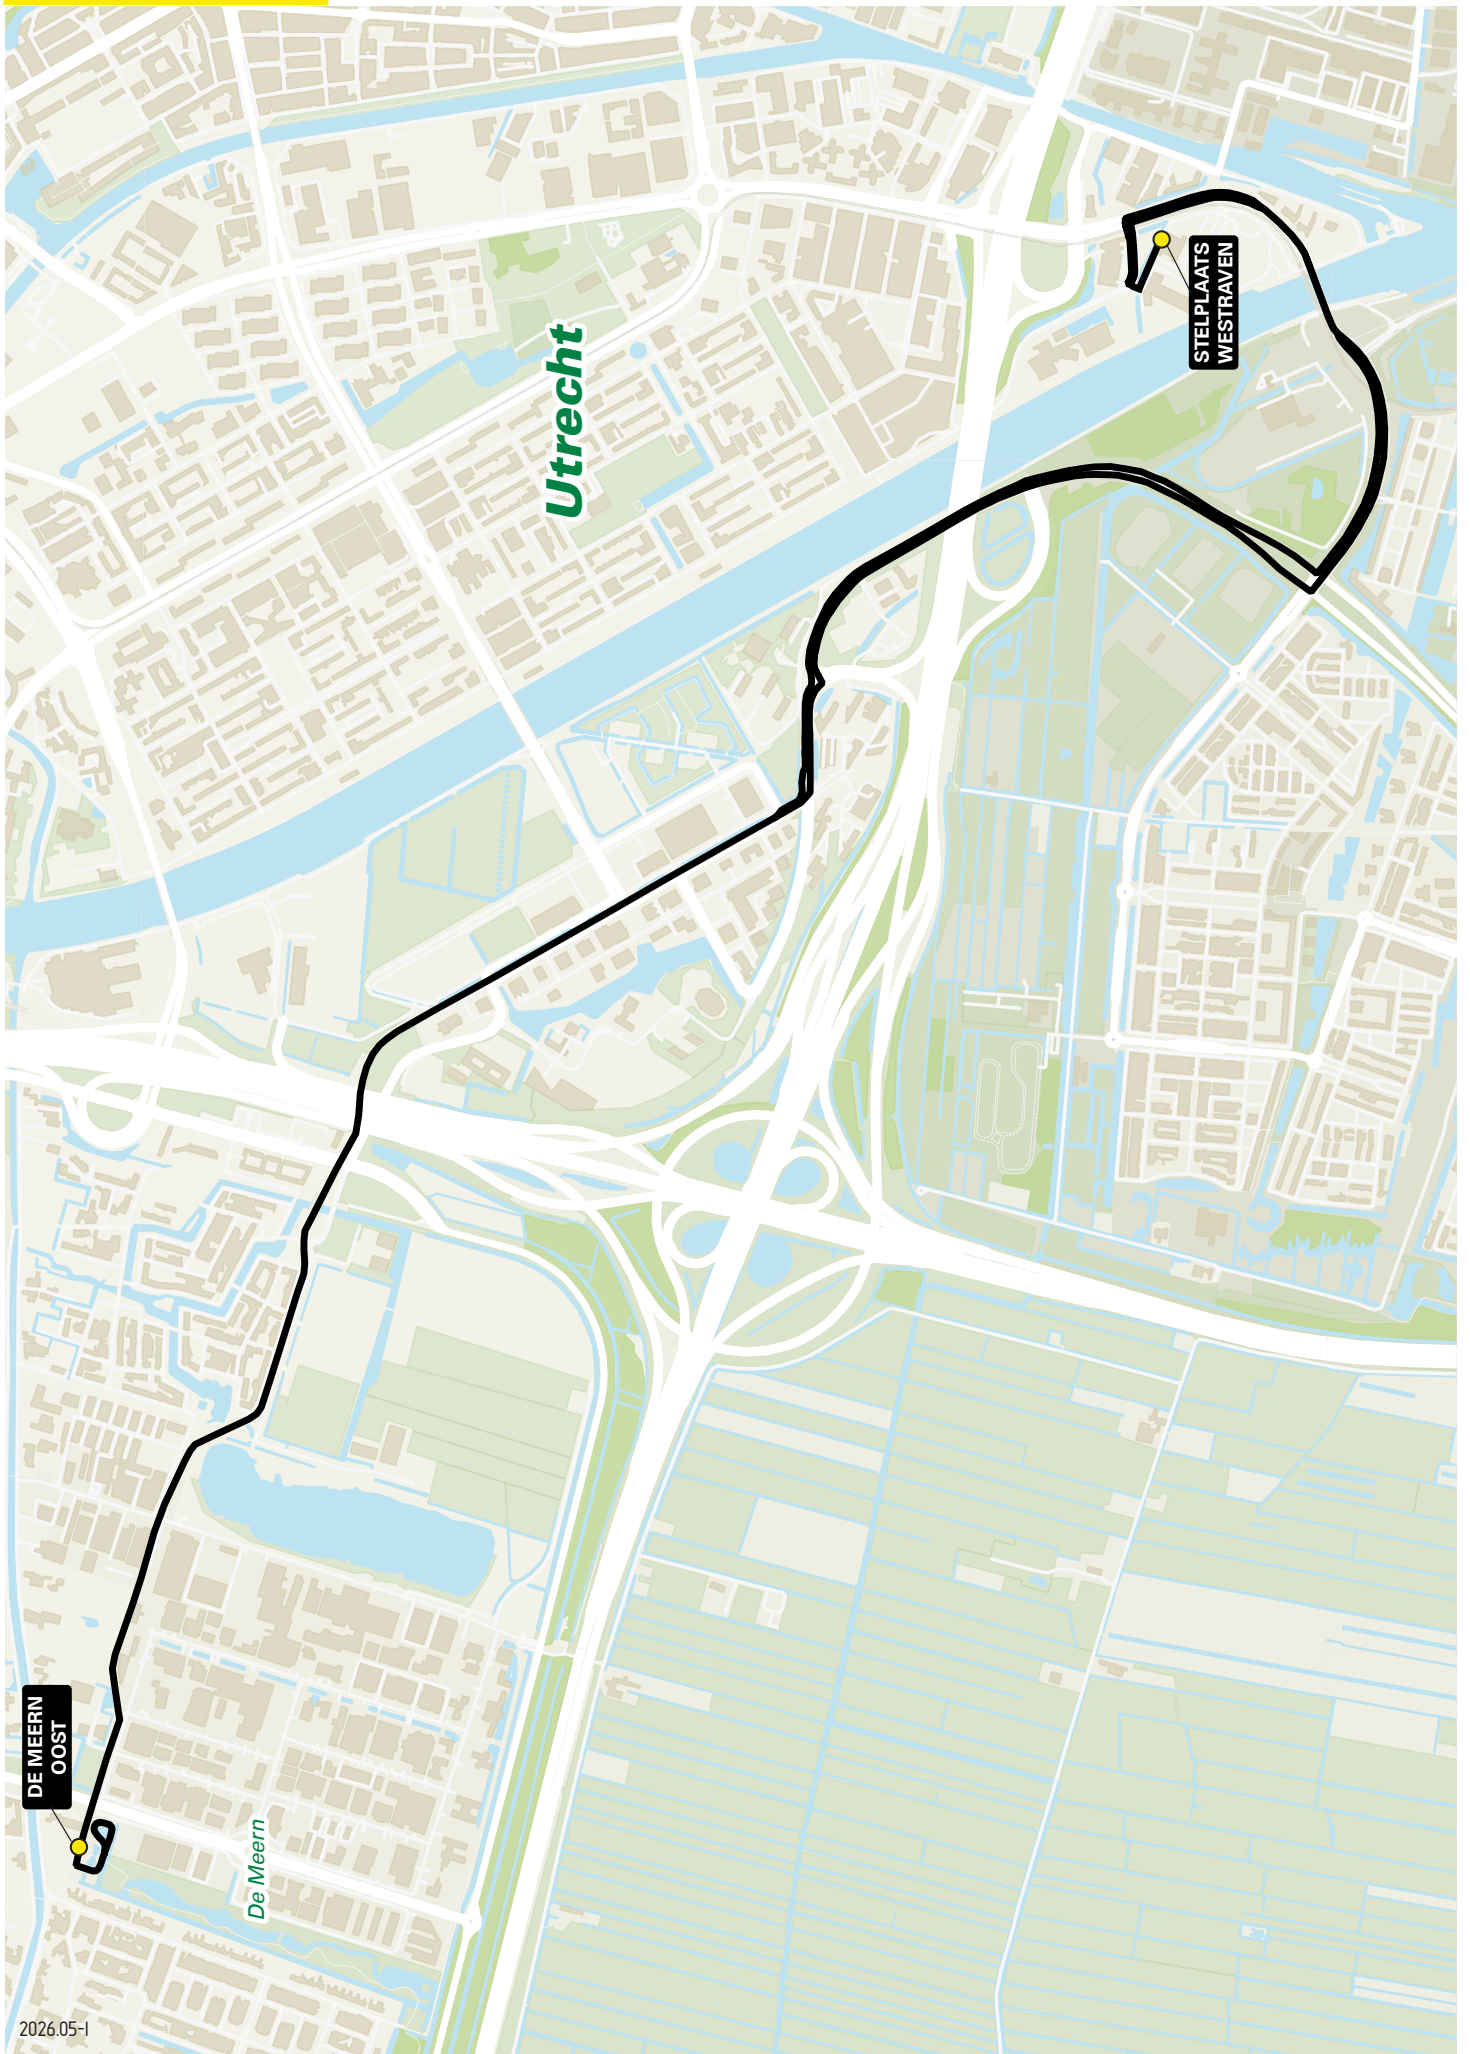 STELPLAATS
WESTRAVEN
Utrecht
DE MEERN
OOST
De Meern
2026.05-I